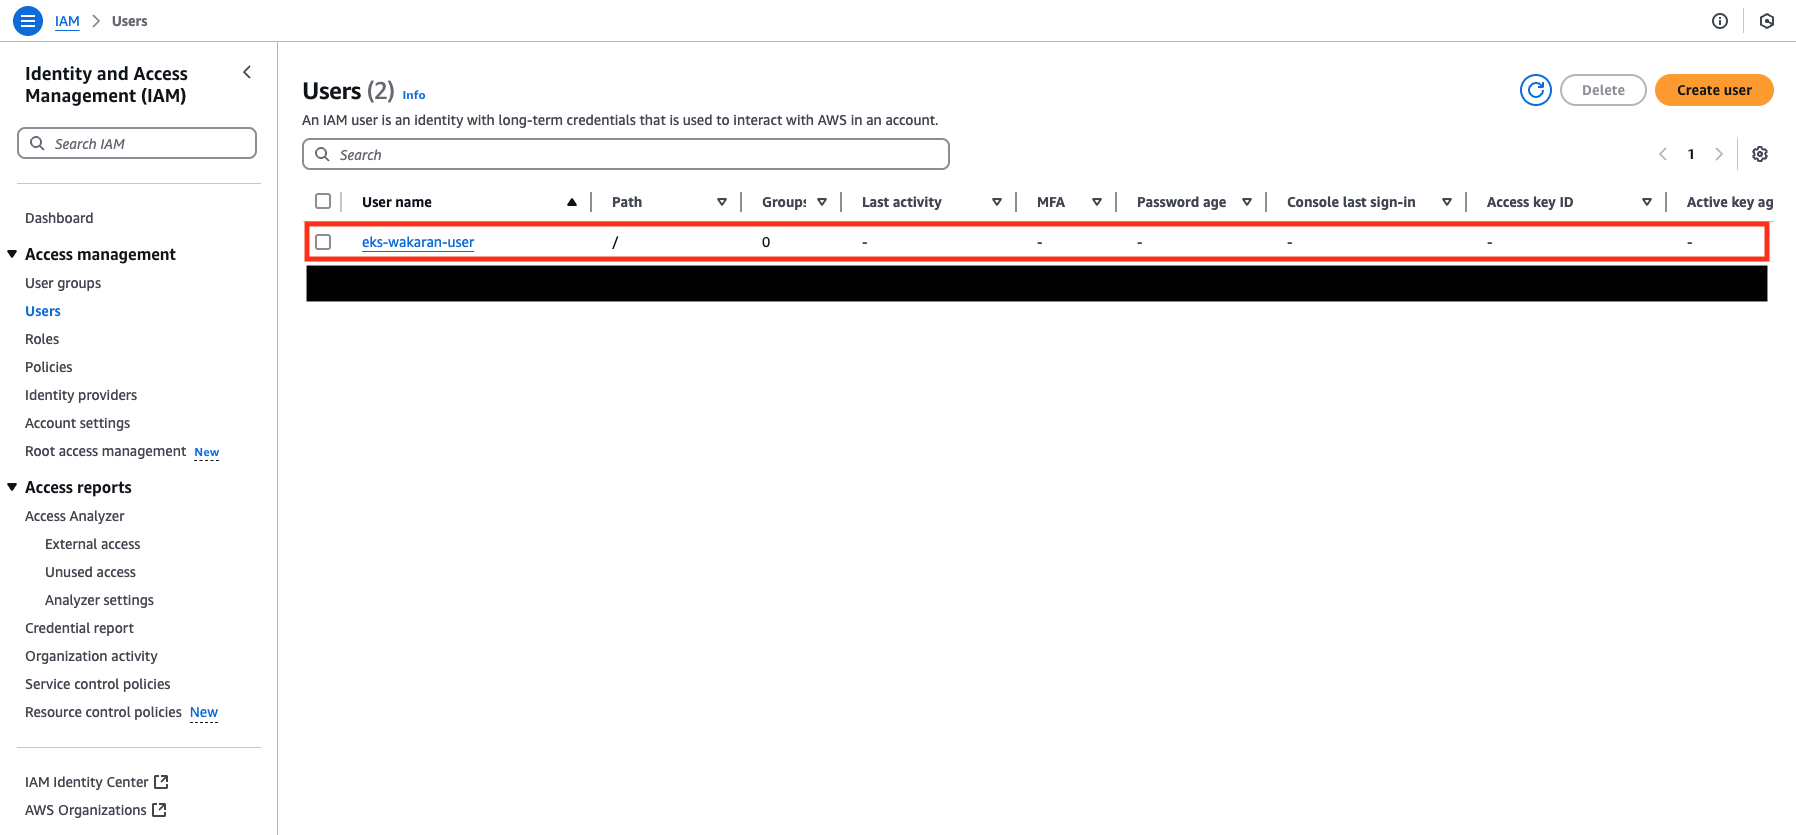 IAM > Users
Identity and Access
Management (IAM)
Search IAM
Dashboard
Access management
User groups
Users
Roles
Policies
Identity providers
Account settings
Root access management New
Access reports
Access Analyzer
External access
Unused access
Analyzer settings
Credential report
Organization activity
Service control policies
Resource control policies New
IAM Identity Center
AWS Organizations
Users (2) Info
Delete
Create user
An IAM user is an identity with long-term credentials that is used to interact with AWS in an account.
Search
1
User name Path Groups Last activity MFA Password age Console last sign-in Access key ID Active key ag
eks-wakaran-user / 0 - - - - - -